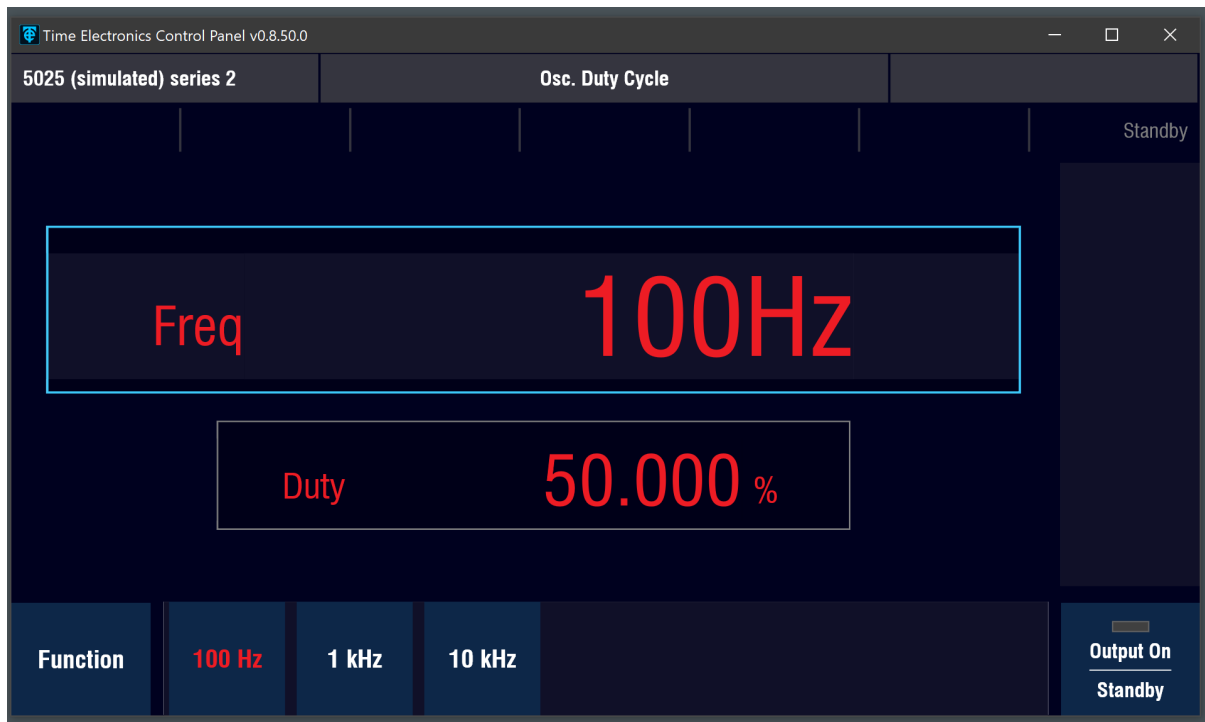 Time Electronics Control Panel v0.8.50.0
5025 (simulated) series 2
Osc. Duty Cycle
Standby
Freq 100Hz
Duty 50.000 %
Function
100 Hz
1 kHz
10 kHz
Output On
Standby